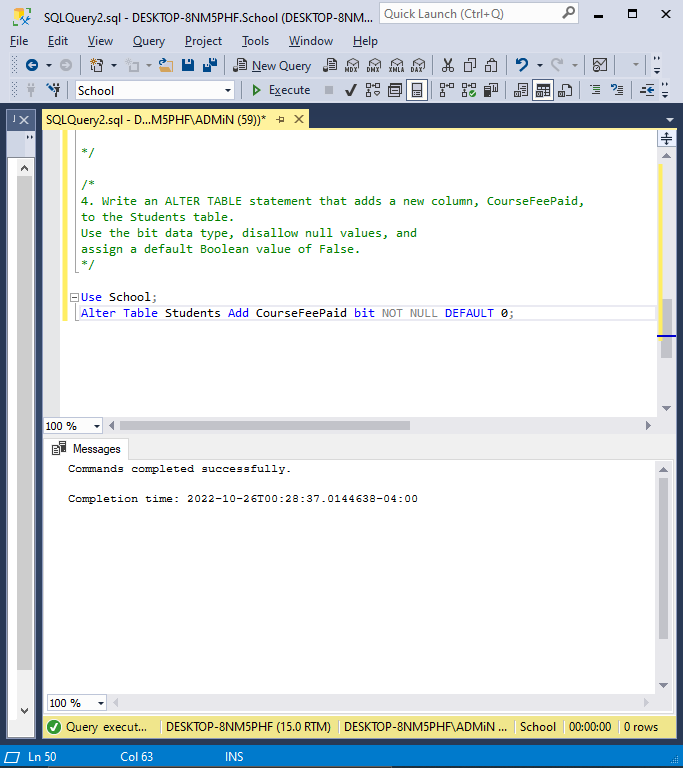 SQLQuery2.sql - DESKTOP-8NM5PHF.School (DESKTOP-8NM...
Quick Launch (Ctrl+Q)
File Edit View Query Project Tools Window Help
New Query MDX DMX XMLA DAX
School Execute
SQLQuery2.sql - D...M5PHF\ADMiN (59))*
*/
/*
4. Write an ALTER TABLE statement that adds a new column, CourseFeePaid,
to the Students table.
Use the bit data type, disallow null values, and
assign a default Boolean value of False.
*/
Use School;
Alter Table Students Add CourseFeePaid bit NOT NULL DEFAULT 0;
100 %
Messages
Commands completed successfully.
Completion time: 2022-10-26T00:28:37.0144638-04:00
100 %
Query execut... DESKTOP-8NM5PHF (15.0 RTM) DESKTOP-8NM5PHF\ADMiN ... School 00:00:00 0 rows
Ln 50 Col 63 INS